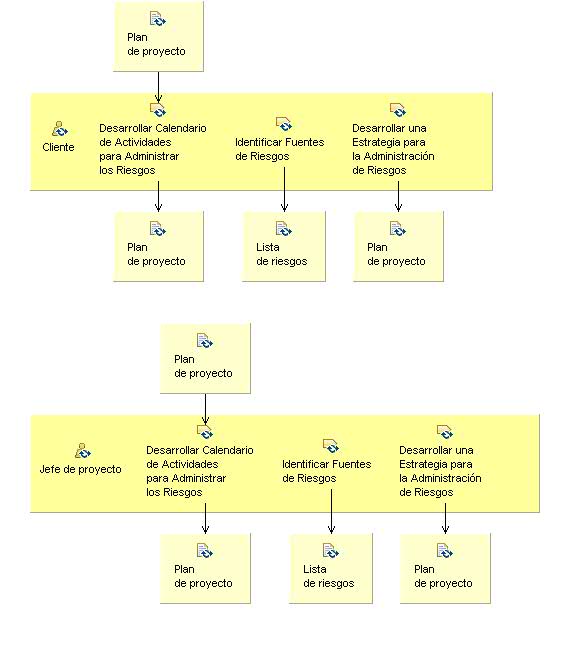 Plan
de proyecto
Cliente
Desarrollar Calendario
de Actividades
para Administrar
los Riesgos
Identificar Fuentes
de Riesgos
Desarrollar una
Estrategia para
la Administración
de Riesgos
Plan
de proyecto
Lista
de riesgos
Plan
de proyecto
Plan
de proyecto
Jefe de proyecto
Desarrollar Calendario
de Actividades
para Administrar
los Riesgos
Identificar Fuentes
de Riesgos
Desarrollar una
Estrategia para
la Administración
de Riesgos
Plan
de proyecto
Lista
de riesgos
Plan
de proyecto